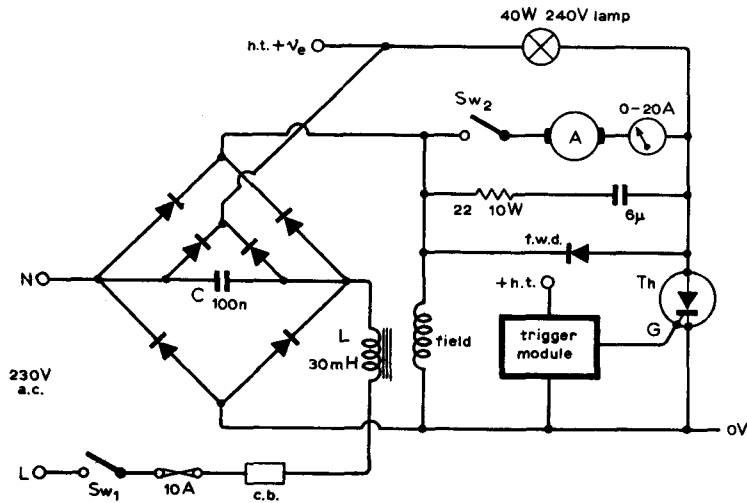 40W 240V lamp
h.t.+νe
Sw2
0-20A
A
22 10W
6μ
f.w.d.
N
C
100n
+h.t.
Th
G
L
30mH
field
trigger
module
230V
a.c.
0V
L
Sw1
10A
c.b.